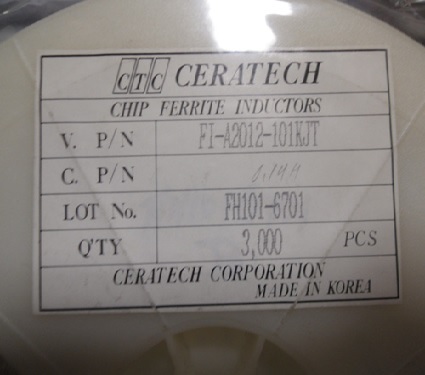 CTC CERATECH
CHIP FERRITE INDUCTORS
V. P/N FI-A2012-101KJT
C. P/N
LOT No. FH101-6701
Q'TY 3,000 PCS
CERATECH CORPORATION
MADE IN KOREA